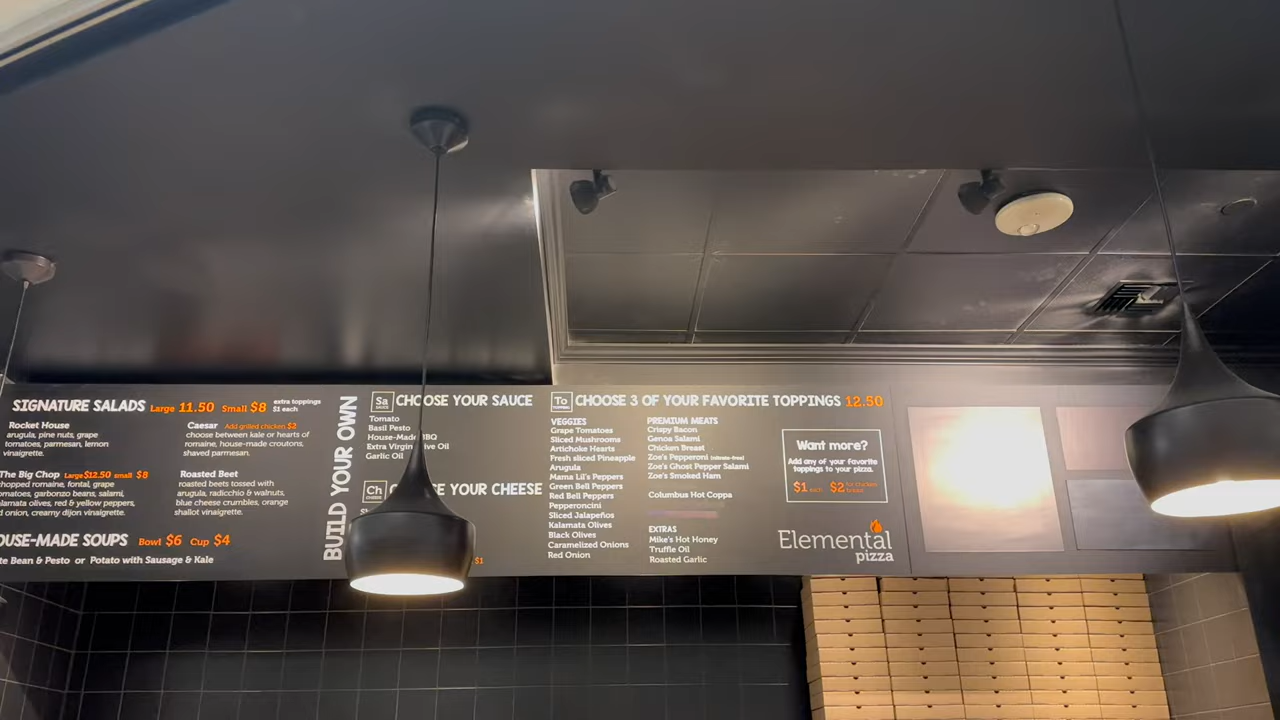 SIGNATURE SALADS Large 11.50 Small $8 extra toppings $1 each
Rocket House
arugula, pine nuts, grape
tomatoes, parmesan, lemon
vinaigrette.
Caesar Add grilled chicken $2
choose between kale or hearts of
romaine, house-made croutons,
shaved parmesan.
The Big Chop Large $12.50 small $8
chopped romaine, fontal, grape
tomatoes, garbonzo beans, salami,
kalamata olives, red & yellow peppers,
red onion, creamy dijon vinaigrette.
Roasted Beet
roasted beets tossed with
arugula, radicchio & walnuts,
blue cheese crumbles, orange
shallot vinaigrette.
OUSE-MADE SOUPS Bowl $6 Cup $4
te Bean & Pesto or Potato with Sausage & Kale
BUILD YOUR OWN
Sa SAUCE CHOOSE YOUR SAUCE
Tomato
Basil Pesto
House-Made BBQ
Extra Virgin Olive Oil
Garlic Oil
Ch CHEESE YOUR CHEESE
$1
To TOPPING CHOOSE 3 OF YOUR FAVORITE TOPPINGS 12.50
VEGGIES
Grape Tomatoes
Sliced Mushrooms
Artichoke Hearts
Fresh sliced Pineapple
Arugula
Mama Lil's Peppers
Green Bell Peppers
Red Bell Peppers
Pepperoncini
Sliced Jalapeños
Kalamata Olives
Black Olives
Caramelized Onions
Red Onion
PREMIUM MEATS
Crispy Bacon
Genoa Salami
Chicken Breast
Zoe's Pepperoni (nitrate-free)
Zoe's Ghost Pepper Salami
Zoe's Smoked Ham
Columbus Hot Coppa
EXTRAS
Mike's Hot Honey
Truffle Oil
Roasted Garlic
Want more?
Add any of your favorite
toppings to your pizza.
$1 each $2 for chicken breast
Elemental
pizza